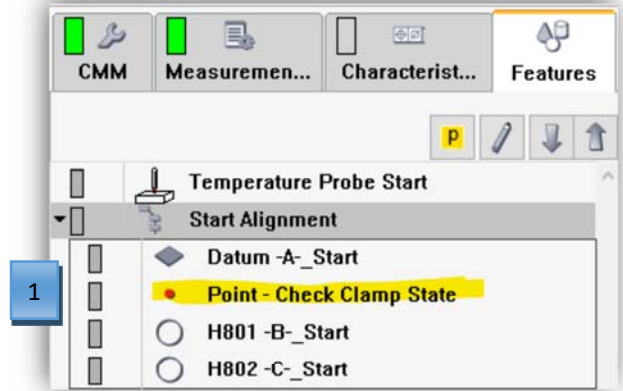 CMM Measuremen... Characterist... Features
P
Temperature Probe Start
Start Alignment
Datum -A-_Start
1
Point - Check Clamp State
H801 -B-_Start
H802 -C-_Start